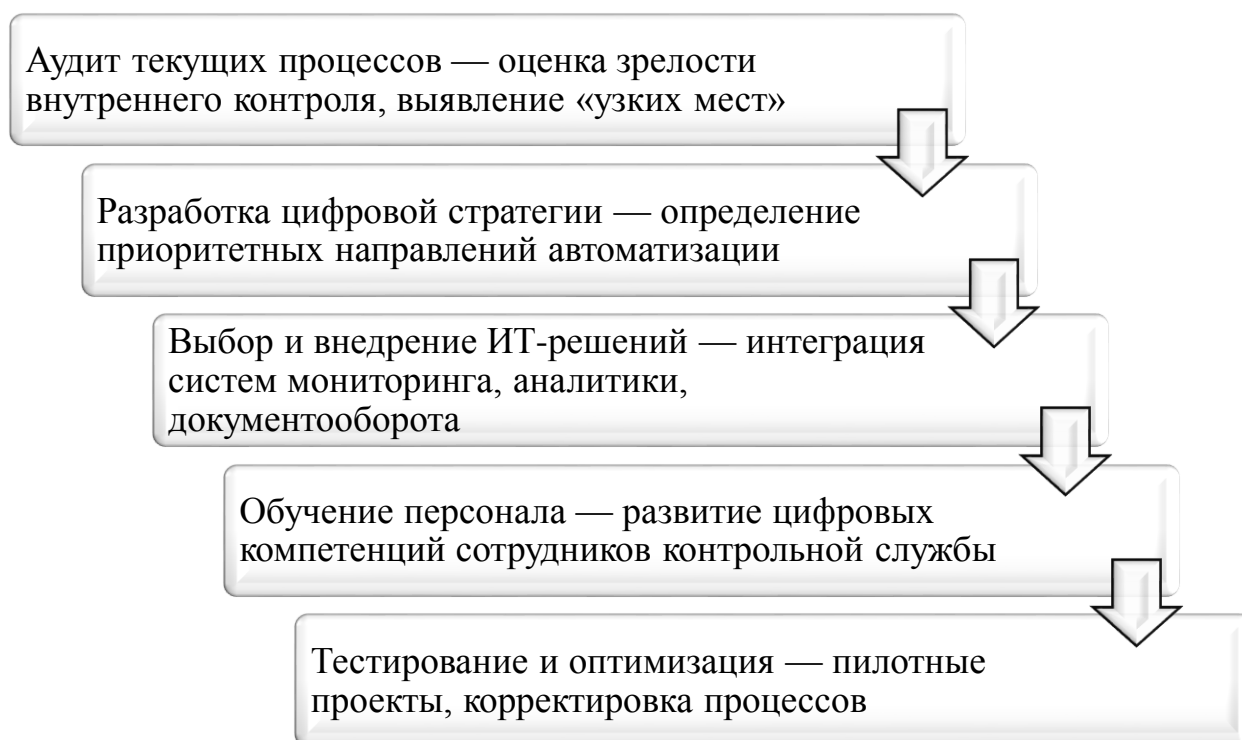 Аудит текущих процессов — оценка зрелости
внутреннего контроля, выявление «узких мест»
Разработка цифровой стратегии — определение
приоритетных направлений автоматизации
Выбор и внедрение ИТ-решений — интеграция
систем мониторинга, аналитики,
документооборота
Обучение персонала — развитие цифровых
компетенций сотрудников контрольной службы
Тестирование и оптимизация — пилотные
проекты, корректировка процессов